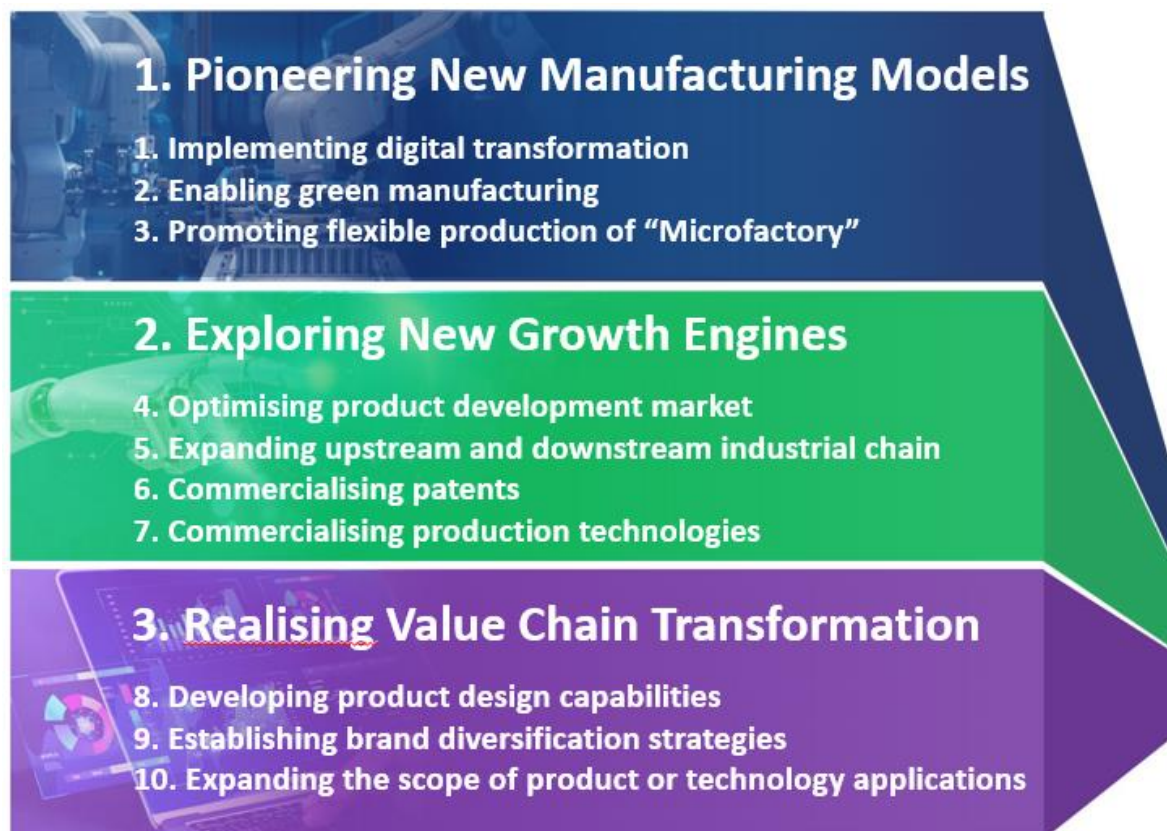 1. Pioneering New Manufacturing Models
1. Implementing digital transformation
2. Enabling green manufacturing
3. Promoting flexible production of “Microfactory”
2. Exploring New Growth Engines
4. Optimising product development market
5. Expanding upstream and downstream industrial chain
6. Commercialising patents
7. Commercialising production technologies
3. Realising Value Chain Transformation
8. Developing product design capabilities
9. Establishing brand diversification strategies
10. Expanding the scope of product or technology applications